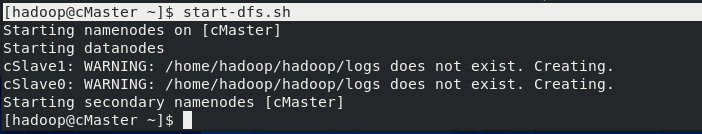 [hadoop@cMaster ~]$ start-dfs.sh
Starting namenodes on [cMaster]
Starting datanodes
cSlave1: WARNING: /home/hadoop/hadoop/logs does not exist. Creating.
cSlave0: WARNING: /home/hadoop/hadoop/logs does not exist. Creating.
Starting secondary namenodes [cMaster]
[hadoop@cMaster ~]$